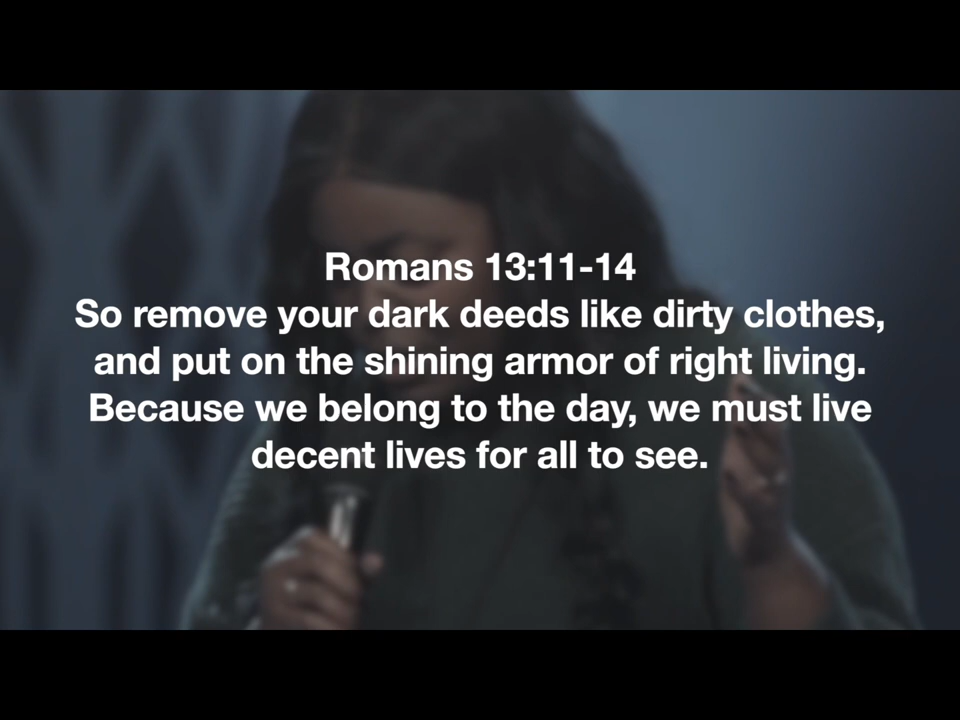 Romans 13:11-14
So remove your dark deeds like dirty clothes,
and put on the shining armor of right living.
Because we belong to the day, we must live
decent lives for all to see.